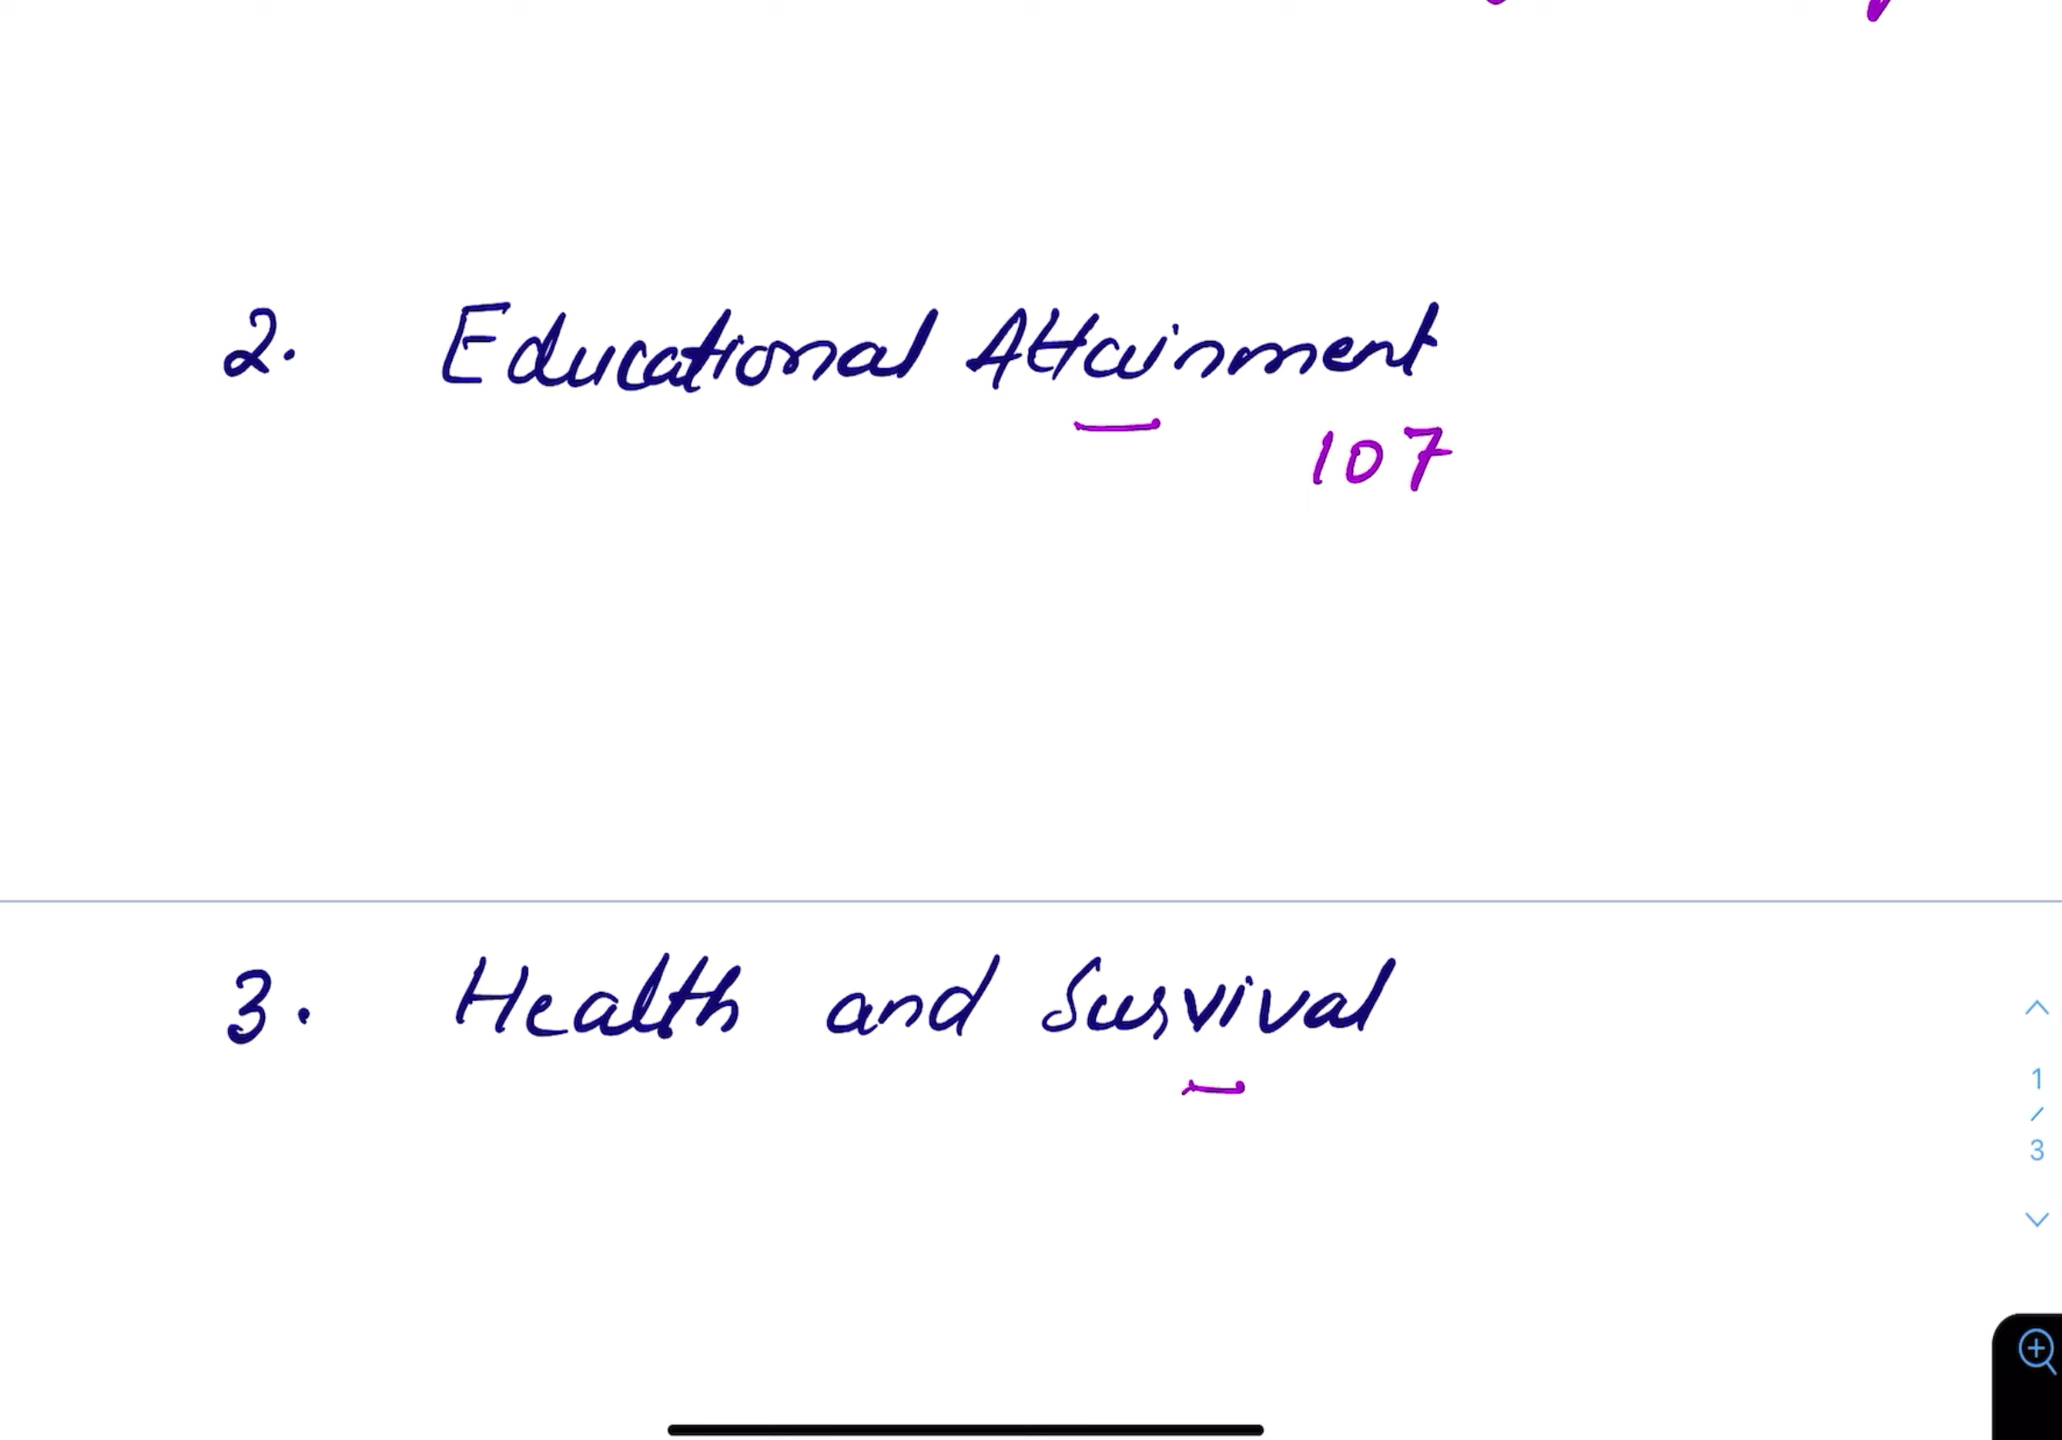 2. Educational Attainment
107
3. Health and Survival
1
/
3